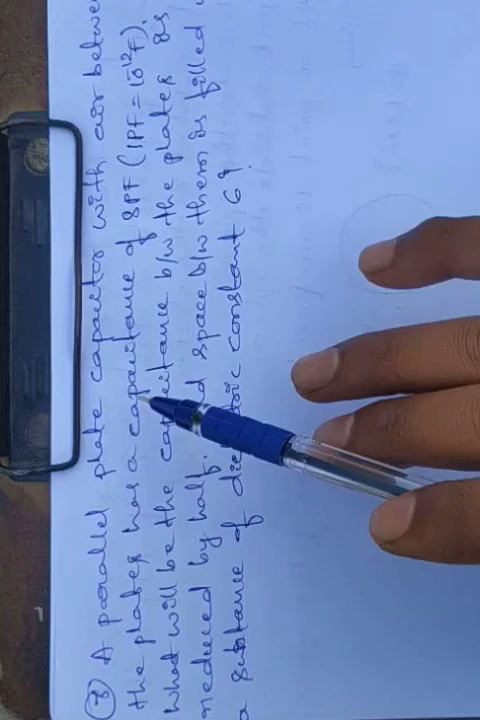 ⑧ A parallel plate capacitor with air between
the plates has a capacitance of 8PF (1PF = 10⁻¹²F).
What will be the capacitance b/w the plates is
reduced by half. and space b/w them is filled
a substance of dielectric constant 6?